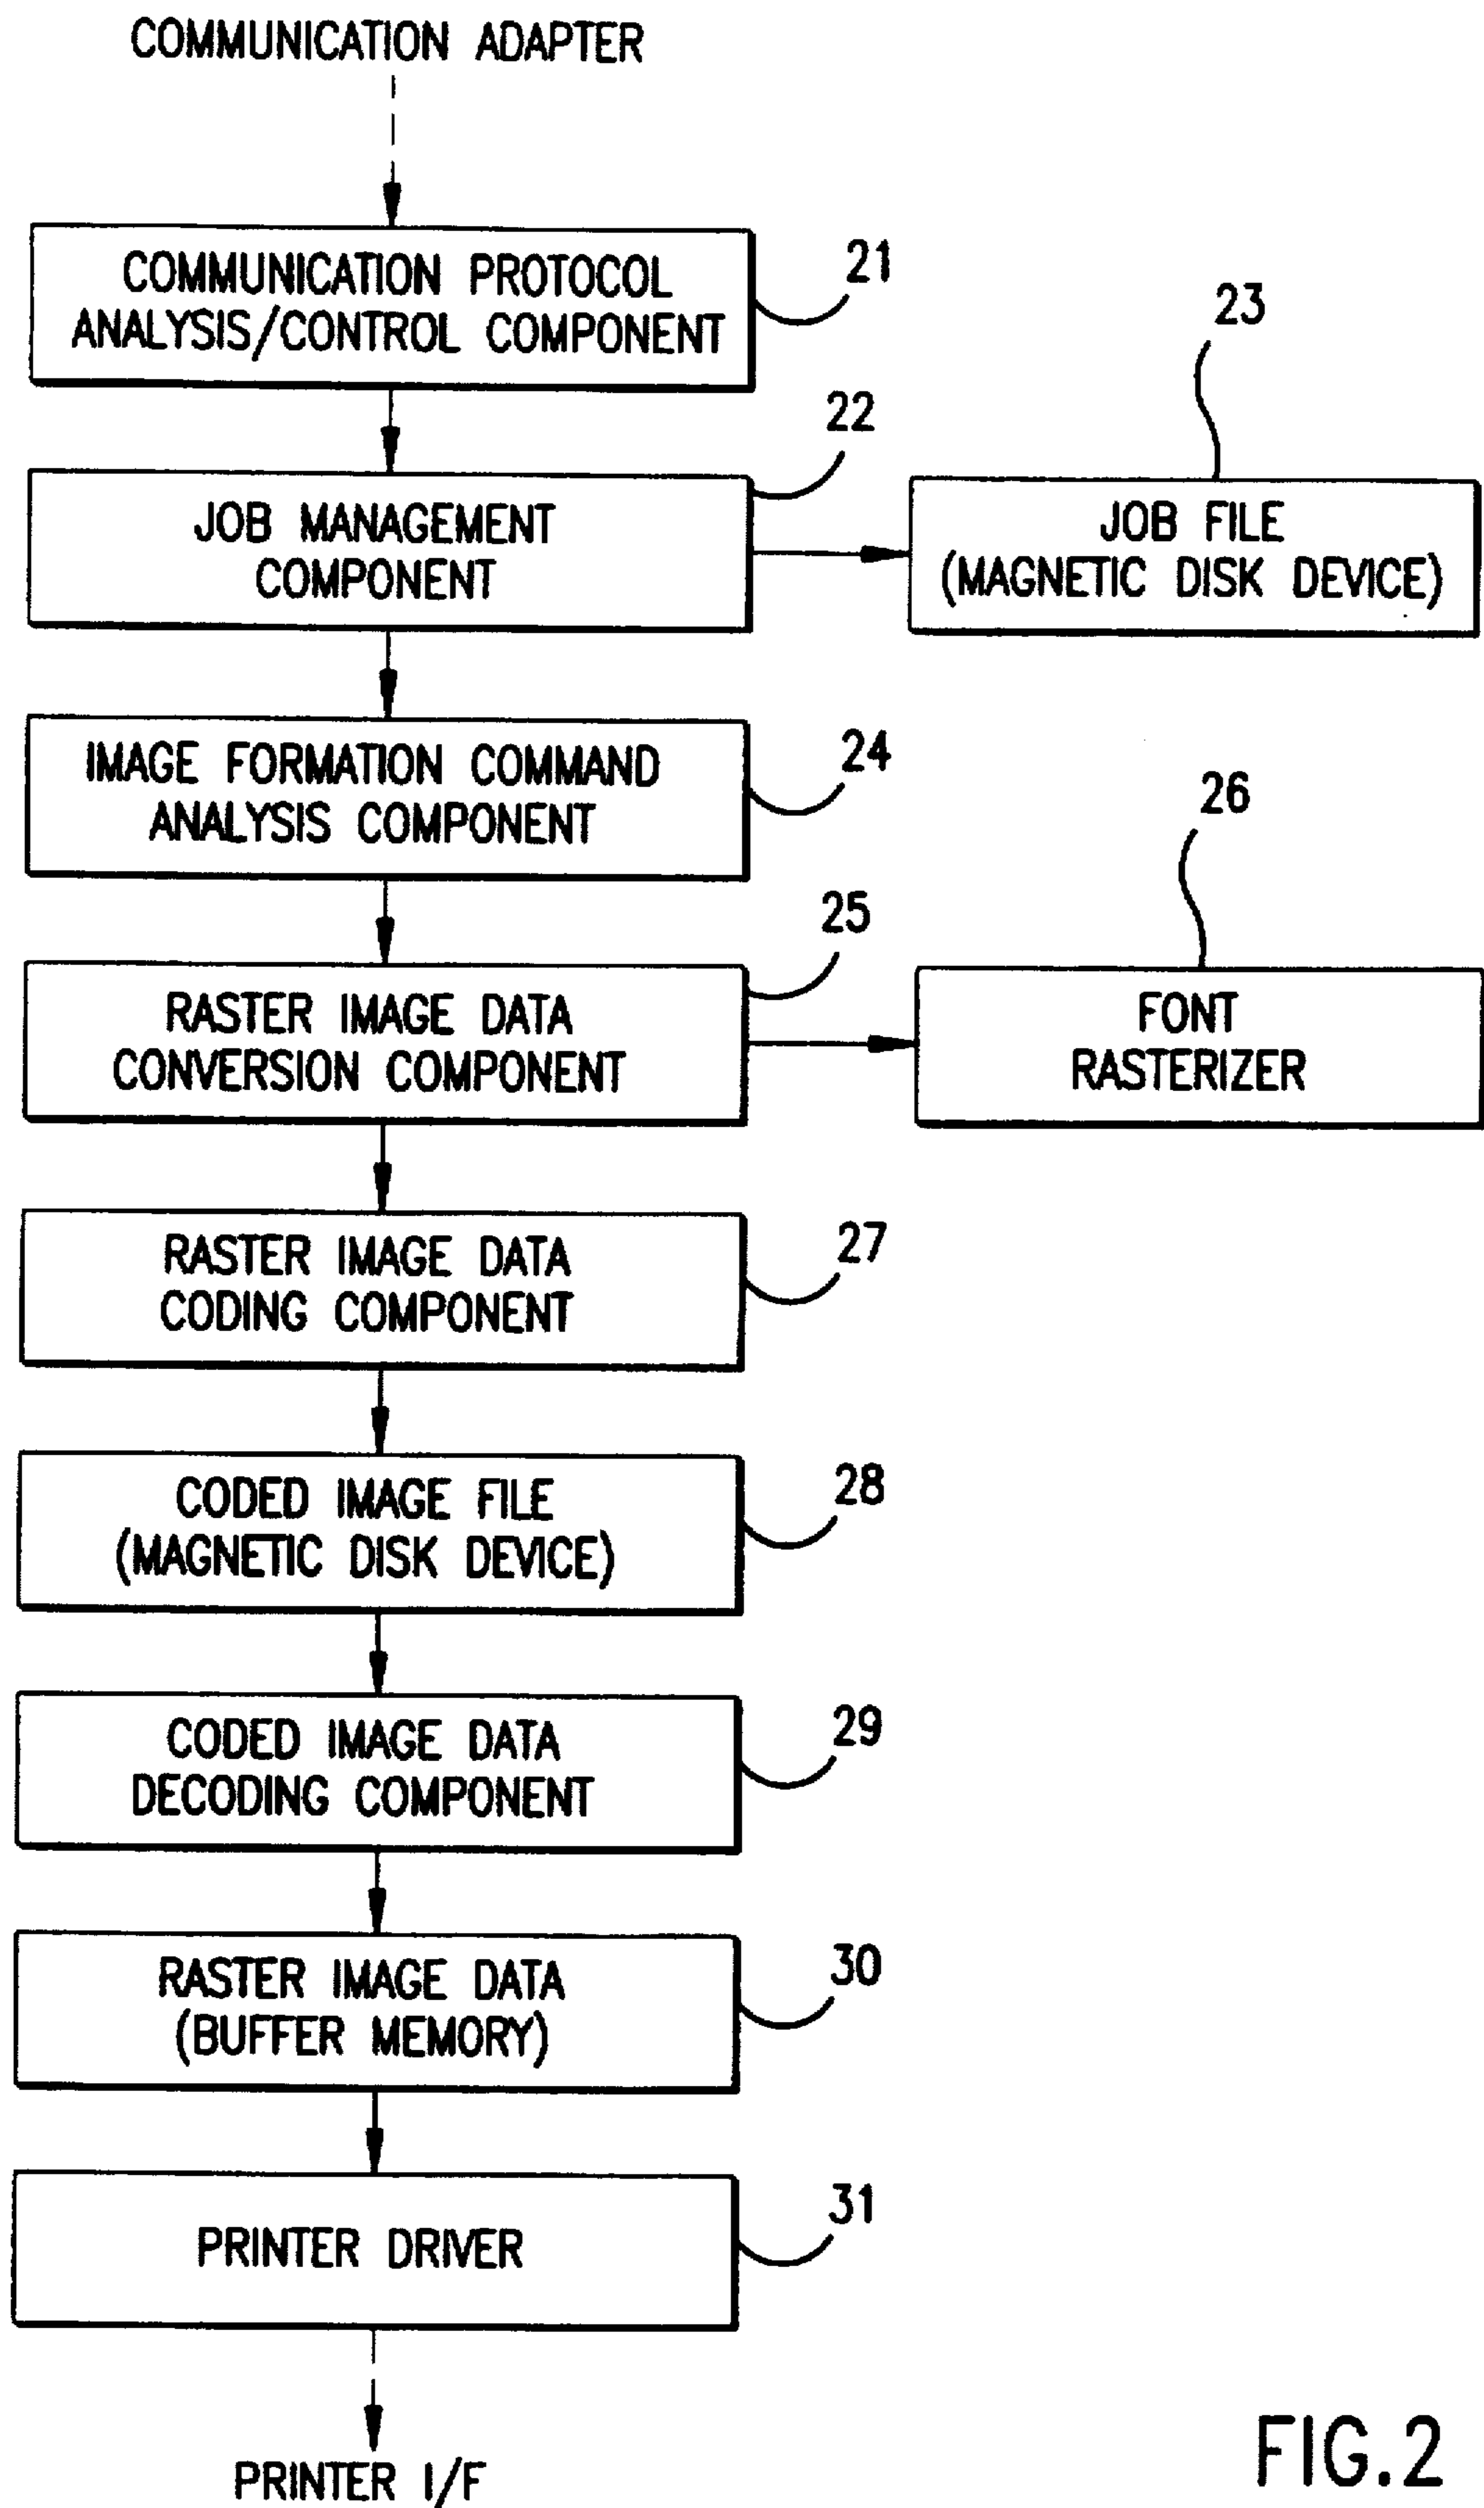 COMMUNICATION ADAPTER
COMMUNICATION PROTOCOL
ANALYSIS/CONTROL COMPONENT
21
23
22
JOB MANAGEMENT
COMPONENT
JOB FILE
(MAGNETIC DISK DEVICE)
IMAGE FORMATION COMMAND
ANALYSIS COMPONENT
24
26
25
RASTER IMAGE DATA
CONVERSION COMPONENT
FONT
RASTERIZER
RASTER IMAGE DATA
CODING COMPONENT
27
CODED IMAGE FILE
(MAGNETIC DISK DEVICE)
28
CODED IMAGE DATA
DECODING COMPONENT
29
RASTER IMAGE DATA
(BUFFER MEMORY)
30
PRINTER DRIVER
31
PRINTER I/F
FIG.2